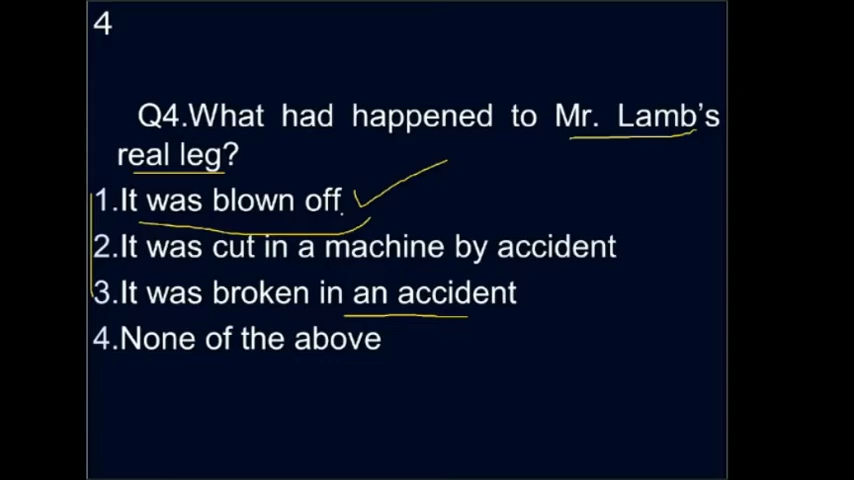 4
Q4.What had happened to Mr. Lamb's
real leg?
1.It was blown off.
2.It was cut in a machine by accident
3.It was broken in an accident
4.None of the above